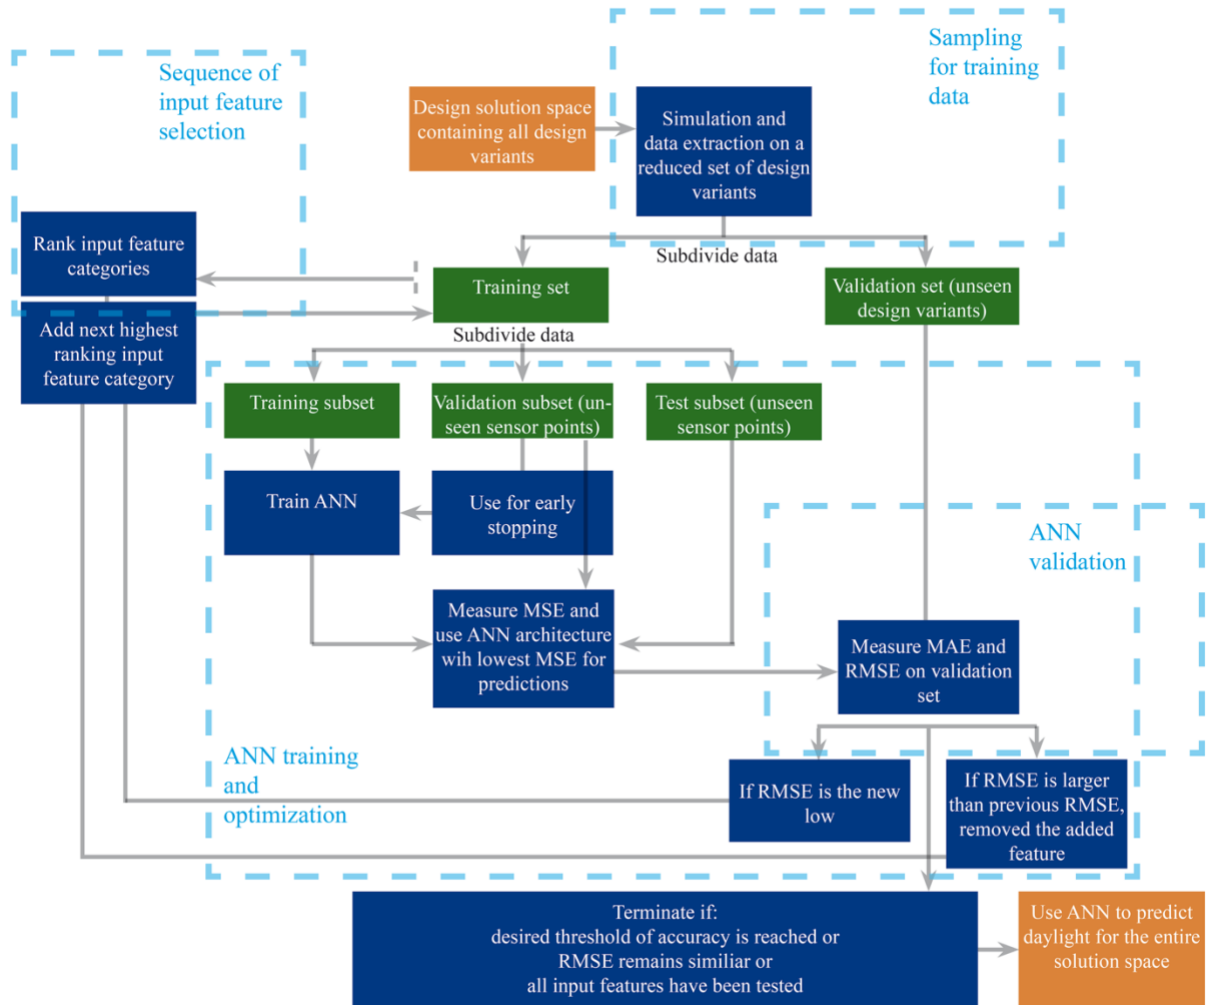 Sampling
for training
data
Sequence of
input feature
selection
Design solution space
containing all design
variants
Simulation and
data extraction on a
reduced set of design
variants
Rank input feature
categories
Subdivide data
Training set
Validation set (unseen
design variants)
Add next highest
ranking input
feature category
Subdivide data
Training subset
Validation subset (un-
seen sensor points)
Test subset (unseen
sensor points)
Train ANN
Use for early
stopping
ANN
validation
Measure MSE and
use ANN architecture
wih lowest MSE for
predictions
Measure MAE and
RMSE on validation
set
ANN training
and
optimization
If RMSE is the new
low
If RMSE is larger
than previous RMSE,
removed the added
feature
Terminate if:
desired threshold of accuracy is reached or
RMSE remains similiar or
all input features have been tested
Use ANN to predict
daylight for the entire
solution space